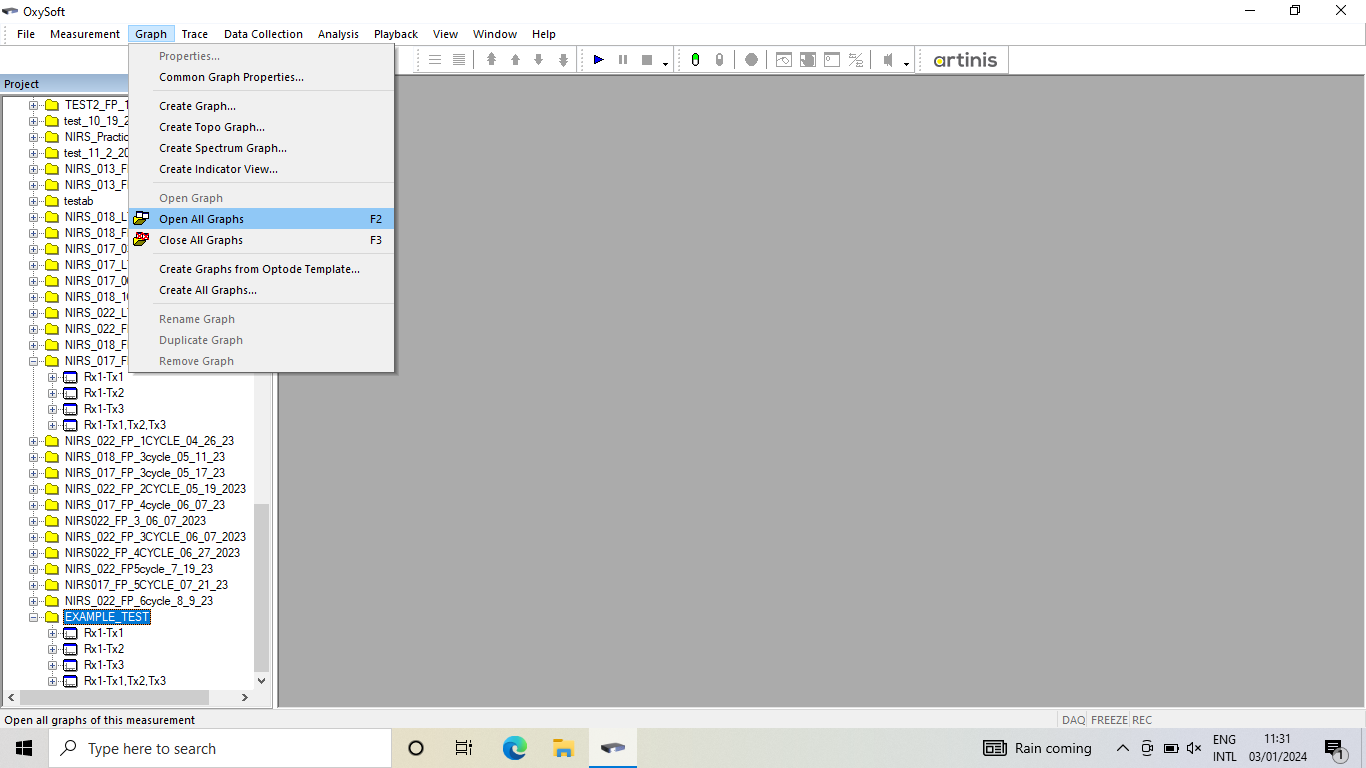 OxySoft
File Measurement Graph Trace Data Collection Analysis Playback View Window Help
artinis
Project
Properties...
Common Graph Properties...
Create Graph...
Create Topo Graph...
Create Spectrum Graph...
Create Indicator View...
Open Graph
Open All Graphs F2
Close All Graphs F3
Create Graphs from Optode Template...
Create All Graphs...
Rename Graph
Duplicate Graph
Remove Graph
TEST2_FP_1
test_10_19_2
NIRS_Practic
test_11_2_20
NIRS_013_F
NIRS_013_F
testab
NIRS_018_L
NIRS_018_F
NIRS_017_0
NIRS_017_L
NIRS_017_0
NIRS_018_1
NIRS_022_L
NIRS_022_F
NIRS_018_F
NIRS_017_F
Rx1-Tx1
Rx1-Tx2
Rx1-Tx3
Rx1-Tx1,Tx2,Tx3
NIRS_022_FP_1CYCLE_04_26_23
NIRS_018_FP_3cycle_05_11_23
NIRS_017_FP_3cycle_05_17_23
NIRS_022_FP_2CYCLE_05_19_2023
NIRS_017_FP_4cycle_06_07_23
NIRS022_FP_3_06_07_2023
NIRS_022_FP_3CYCLE_06_07_2023
NIRS022_FP_4CYCLE_06_27_2023
NIRS_022_FP5cycle_7_19_23
NIRS017_FP_5CYCLE_07_21_23
NIRS_022_FP_6cycle_8_9_23
EXAMPLE_TEST
Rx1-Tx1
Rx1-Tx2
Rx1-Tx3
Rx1-Tx1,Tx2,Tx3
Open all graphs of this measurement
DAQ FREEZE REC
Type here to search
Rain coming
ENG
INTL
11:31
03/01/2024
1